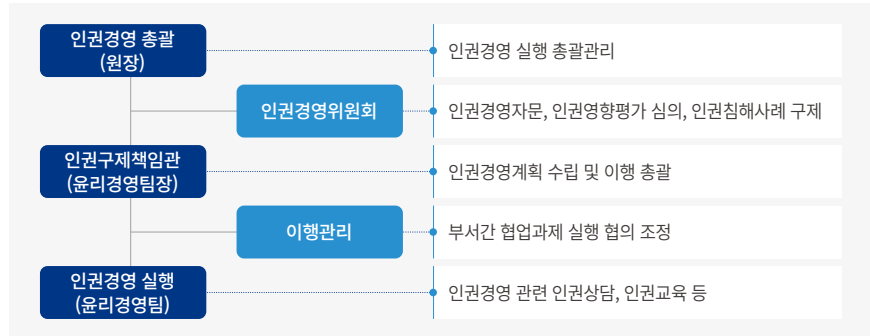 인권경영 총괄
(원장)
인권경영 실행 총괄관리
인권경영위원회
인권경영자문, 인권영향평가 심의, 인권침해사례 구제
인권구제책임관
(윤리경영팀장)
인권경영계획 수립 및 이행 총괄
이행관리
부서간 협업과제 실행 협의 조정
인권경영 실행
(윤리경영팀)
인권경영 관련 인권상담, 인권교육 등